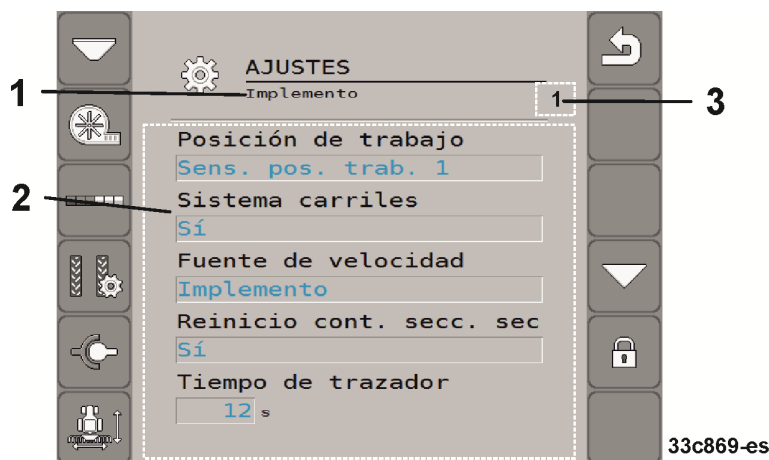 AJUSTES
1
Implemento
1
3
Posición de trabajo
Sens. pos. trab. 1
2
Sistema carriles
Sí
Fuente de velocidad
Implemento
Reinicio cont. secc. sec
Sí
Tiempo de trazador
12 s
33c869-es